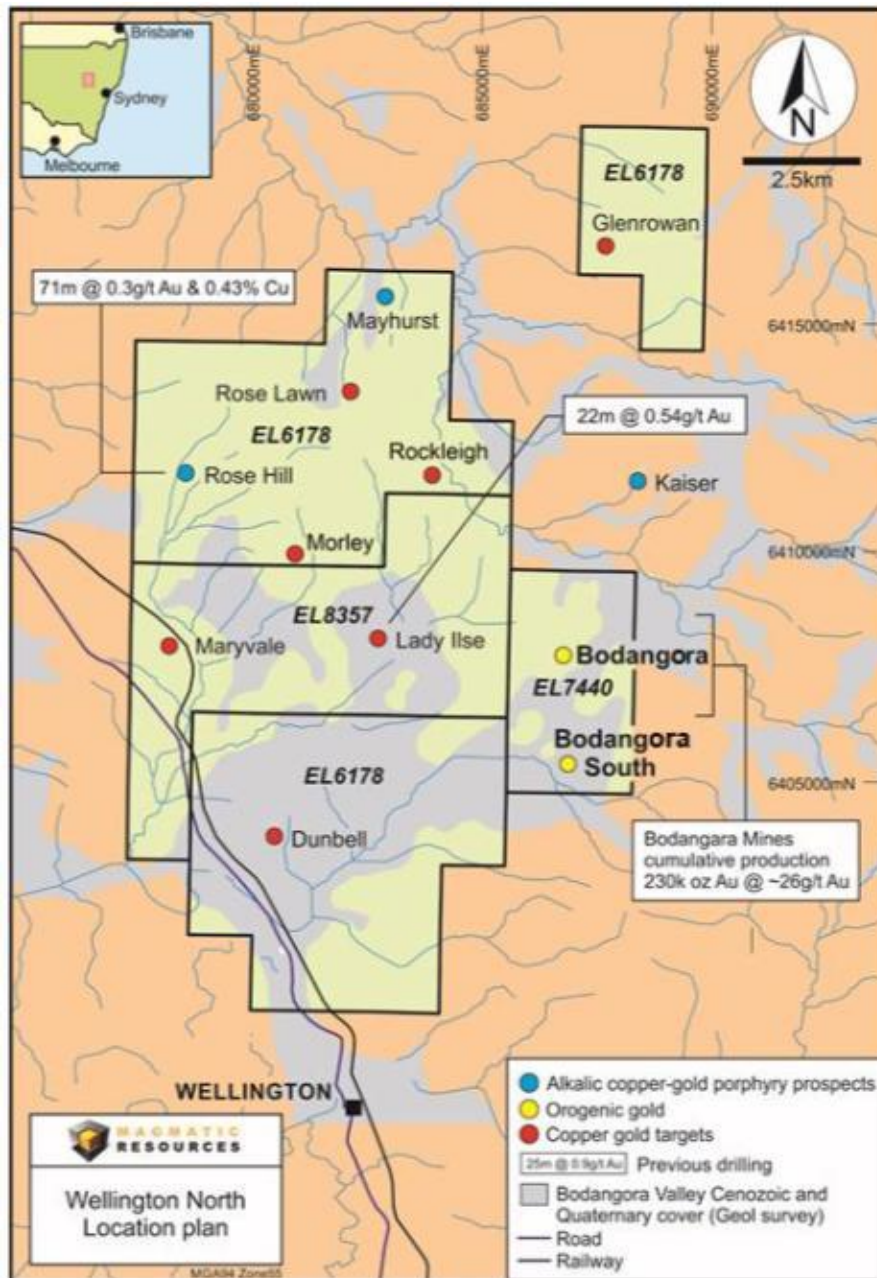 Brisbane
Sydney
Melbourne
680000mE
685000mE
690000mE
N
2.5km
EL6178
Glenrowan
71m @ 0.3g/t Au & 0.43% Cu
Mayhurst
6415000mN
Rose Lawn
22m @ 0.54g/t Au
EL6178
Rockleigh
Rose Hill
Kaiser
Morley
6410000mN
EL8357
Maryvale
Lady Ilse
Bodangora
EL7440
Bodangora
South
EL6178
6405000mN
Dunbell
Bodangara Mines
cumulative production
230k oz Au @ ~26g/t Au
WELLINGTON
MAGMATIC
RESOURCES
Wellington North
Location plan
MGA94 Zone55
Alkalic copper-gold porphyry prospects
Orogenic gold
Copper gold targets
25m @ 0.9g/t Au Previous drilling
Bodangora Valley Cenozoic and
Quaternary cover (Geol survey)
Road
Railway